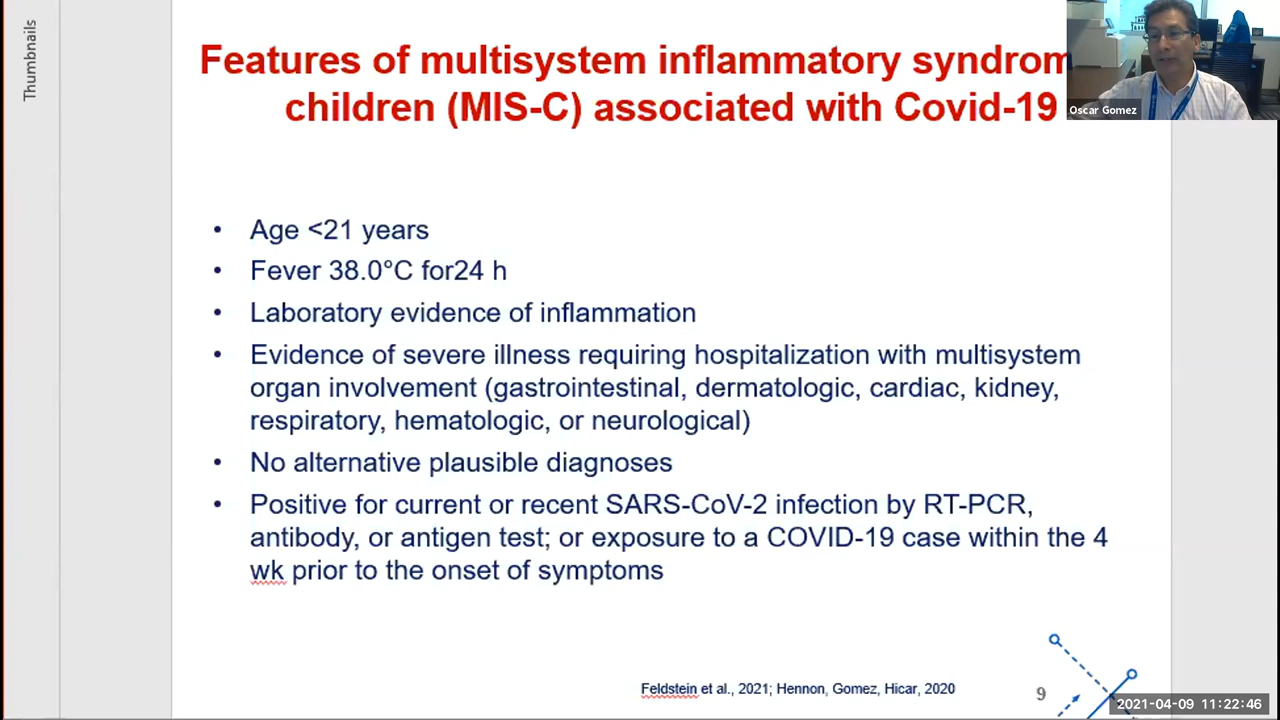 Thumbnails
Features of multisystem inflammatory syndrom
children (MIS-C) associated with Covid-19
Oscar Gomez
• Age <21 years
• Fever 38.0°C for24 h
• Laboratory evidence of inflammation
• Evidence of severe illness requiring hospitalization with multisystem
organ involvement (gastrointestinal, dermatologic, cardiac, kidney,
respiratory, hematologic, or neurological)
• No alternative plausible diagnoses
• Positive for current or recent SARS-CoV-2 infection by RT-PCR,
antibody, or antigen test; or exposure to a COVID-19 case within the 4
wk prior to the onset of symptoms
Feldstein et al., 2021; Hennon, Gomez, Hicar, 2020
9
2021-04-09 11:22:46